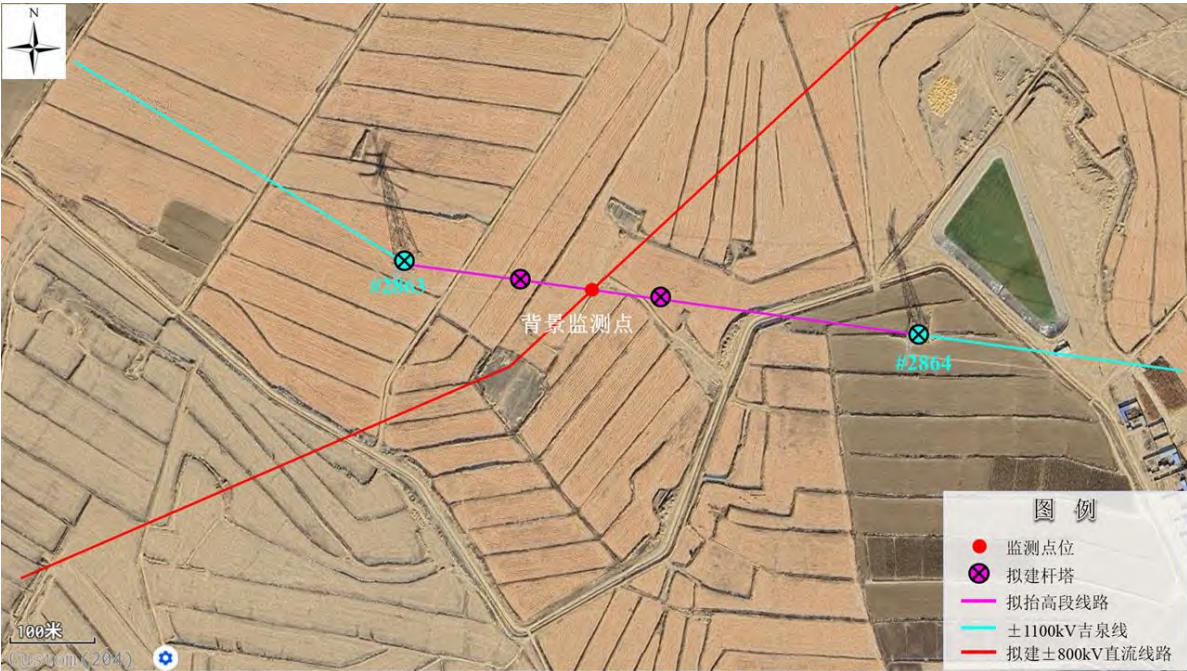 N
#2863
背景监测点
#2864
图 例
监测点位
拟建杆塔
拟抬高段线路
±1100kV吉泉线
拟建±800kV直流线路
100米
Custom(204)